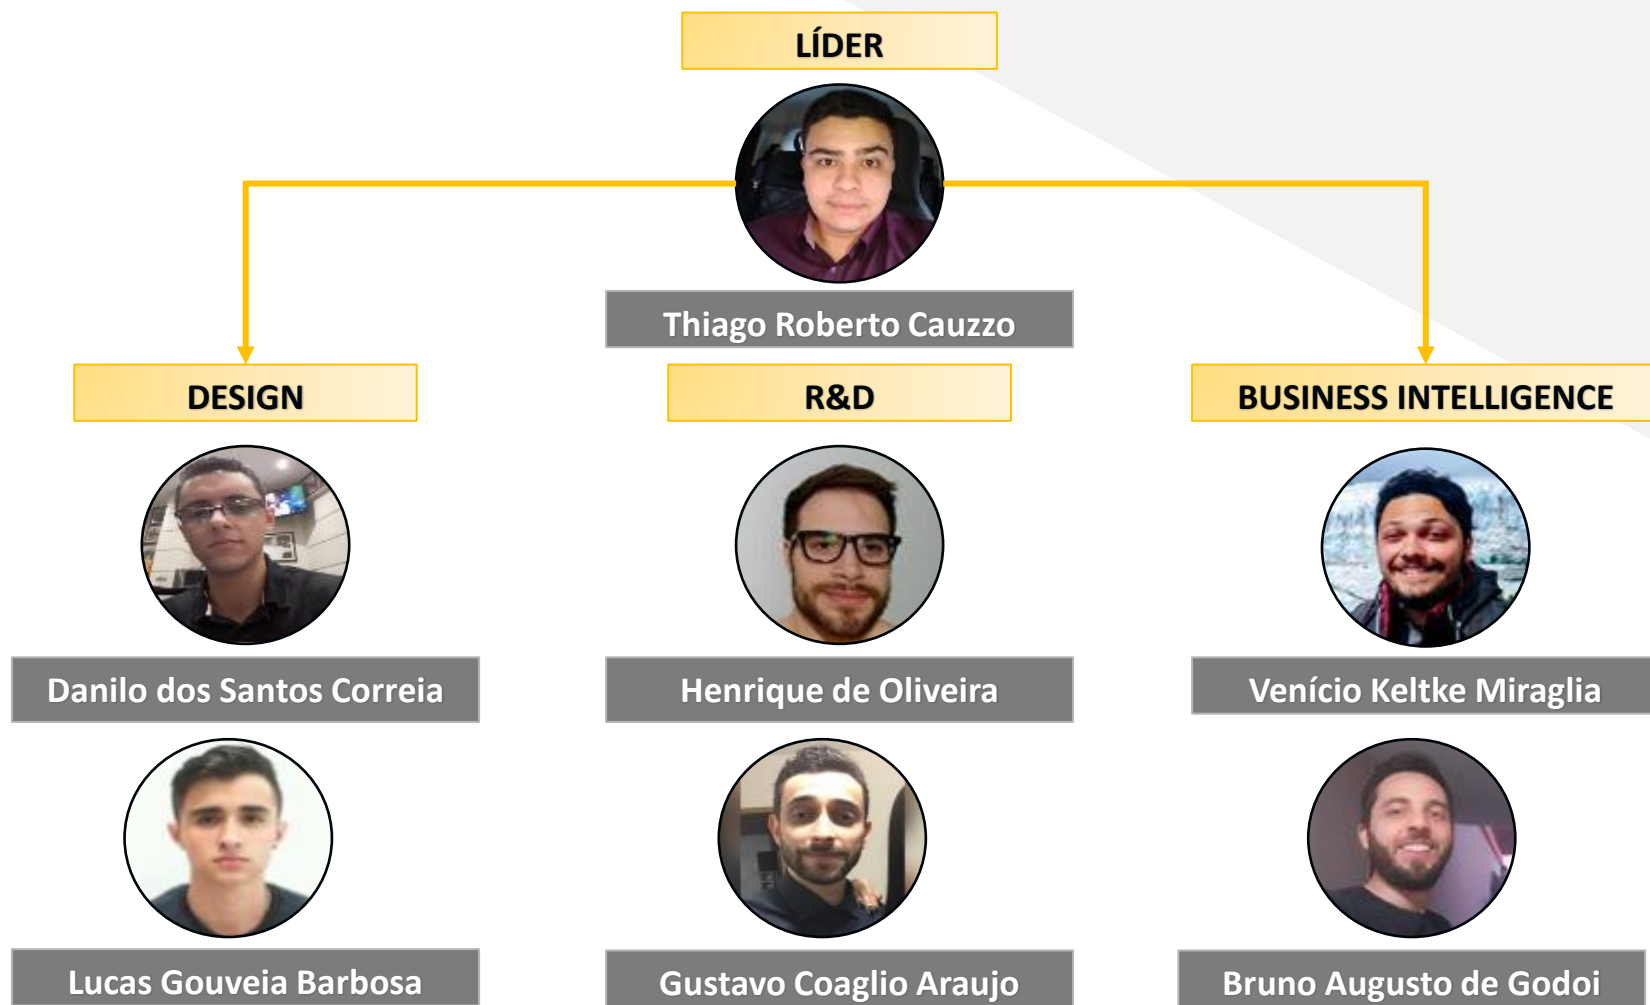 LÍDER
Thiago Roberto Cauzzo
DESIGN
R&D
BUSINESS INTELLIGENCE
Danilo dos Santos Correia
Henrique de Oliveira
Venício Keltke Miraglia
Lucas Gouveia Barbosa
Gustavo Coaglio Araujo
Bruno Augusto de Godoi